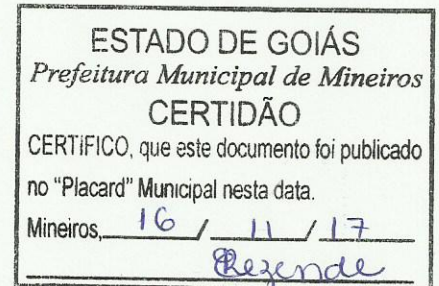 ESTADO DE GOIÁS
Prefeitura Municipal de Mineiros
CERTIDÃO
CERTIFICO, que este documento foi publicado
no "Placard" Municipal nesta data.
Mineiros, 16 / 11 / 17
Rezende